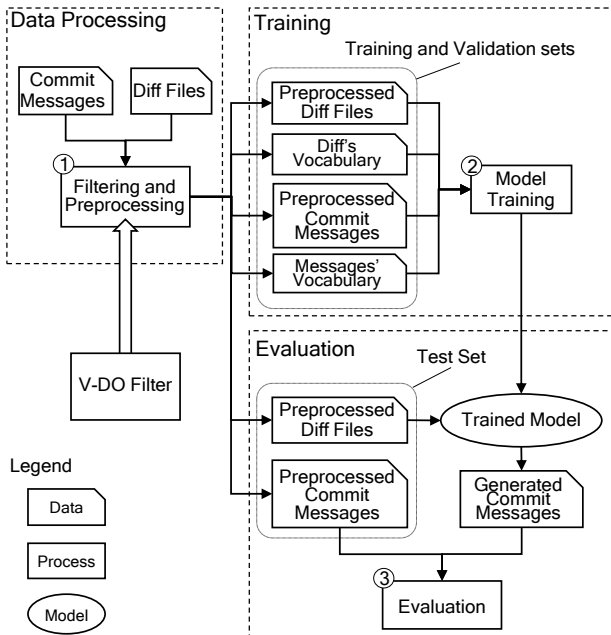 Data Processing
Commit
Messages
Diff Files
1
Filtering and
Preprocessing
V-DO Filter
Legend
Data
Process
Model
Training
Training and Validation sets
Preprocessed
Diff Files
Diff's
Vocabulary
Preprocessed
Commit
Messages
Messages'
Vocabulary
2
Model
Training
Evaluation
Test Set
Preprocessed
Diff Files
Trained Model
Preprocessed
Commit
Messages
Generated
Commit
Messages
3
Evaluation